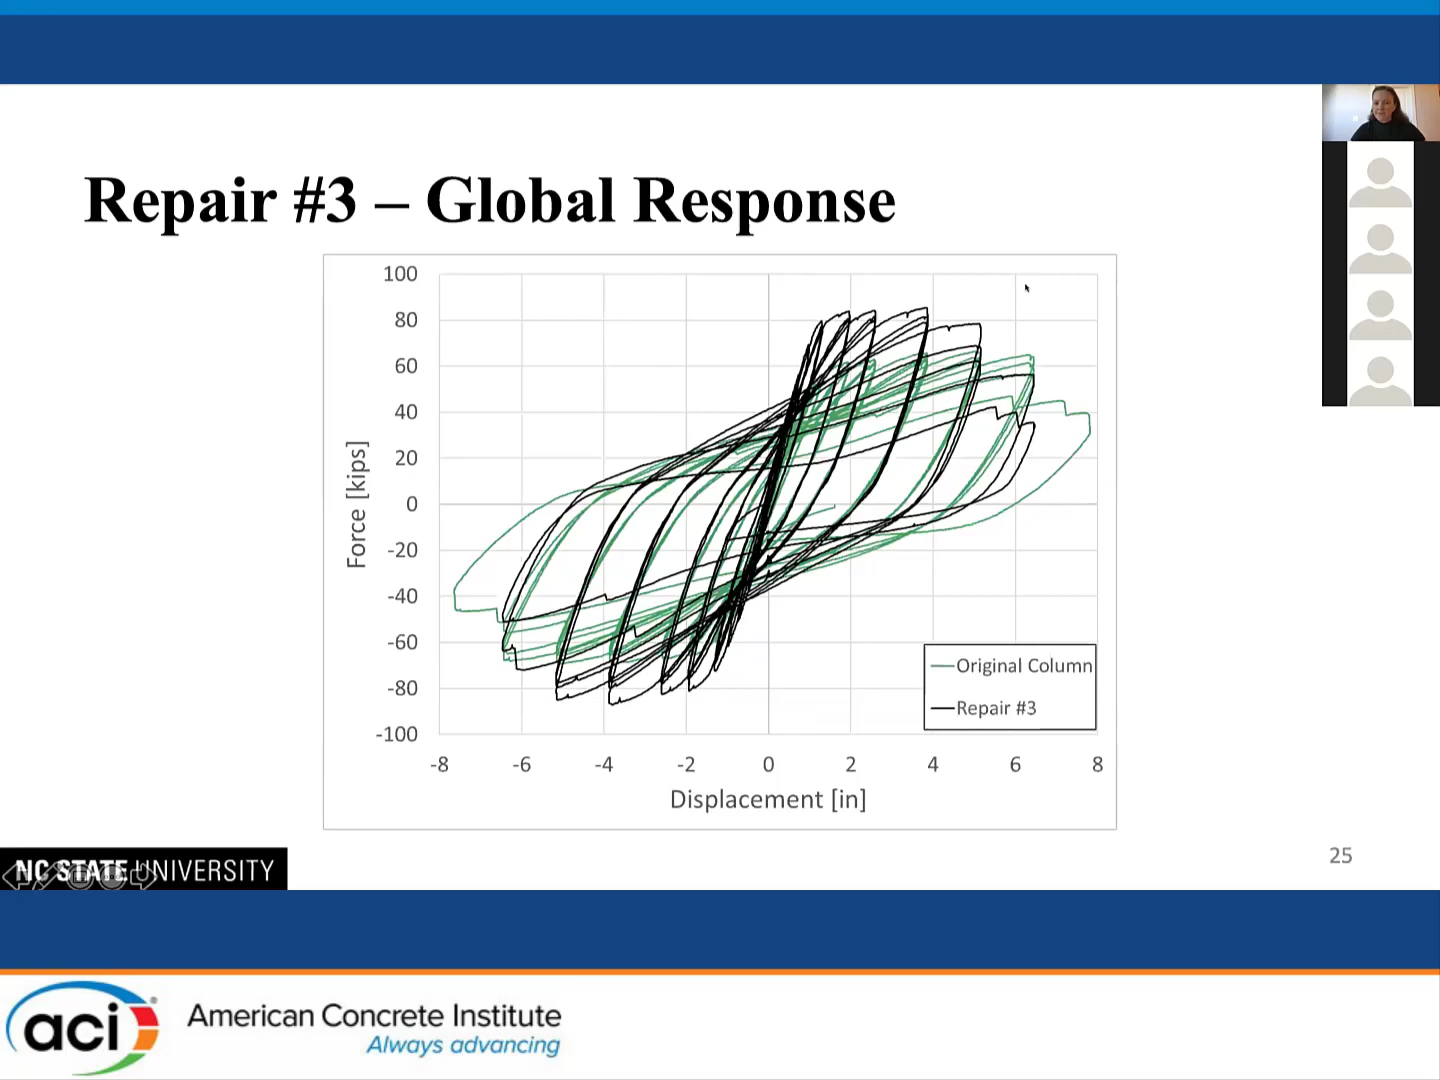 Repair #3 – Global Response
100
80
60
40
20
0
-20
-40
-60
-80
-100
Force [kips]
-8 -6 -4 -2 0 2 4 6 8
Displacement [in]
Original Column
Repair #3
NC STATE UNIVERSITY
25
aci
®
American Concrete Institute
Always advancing